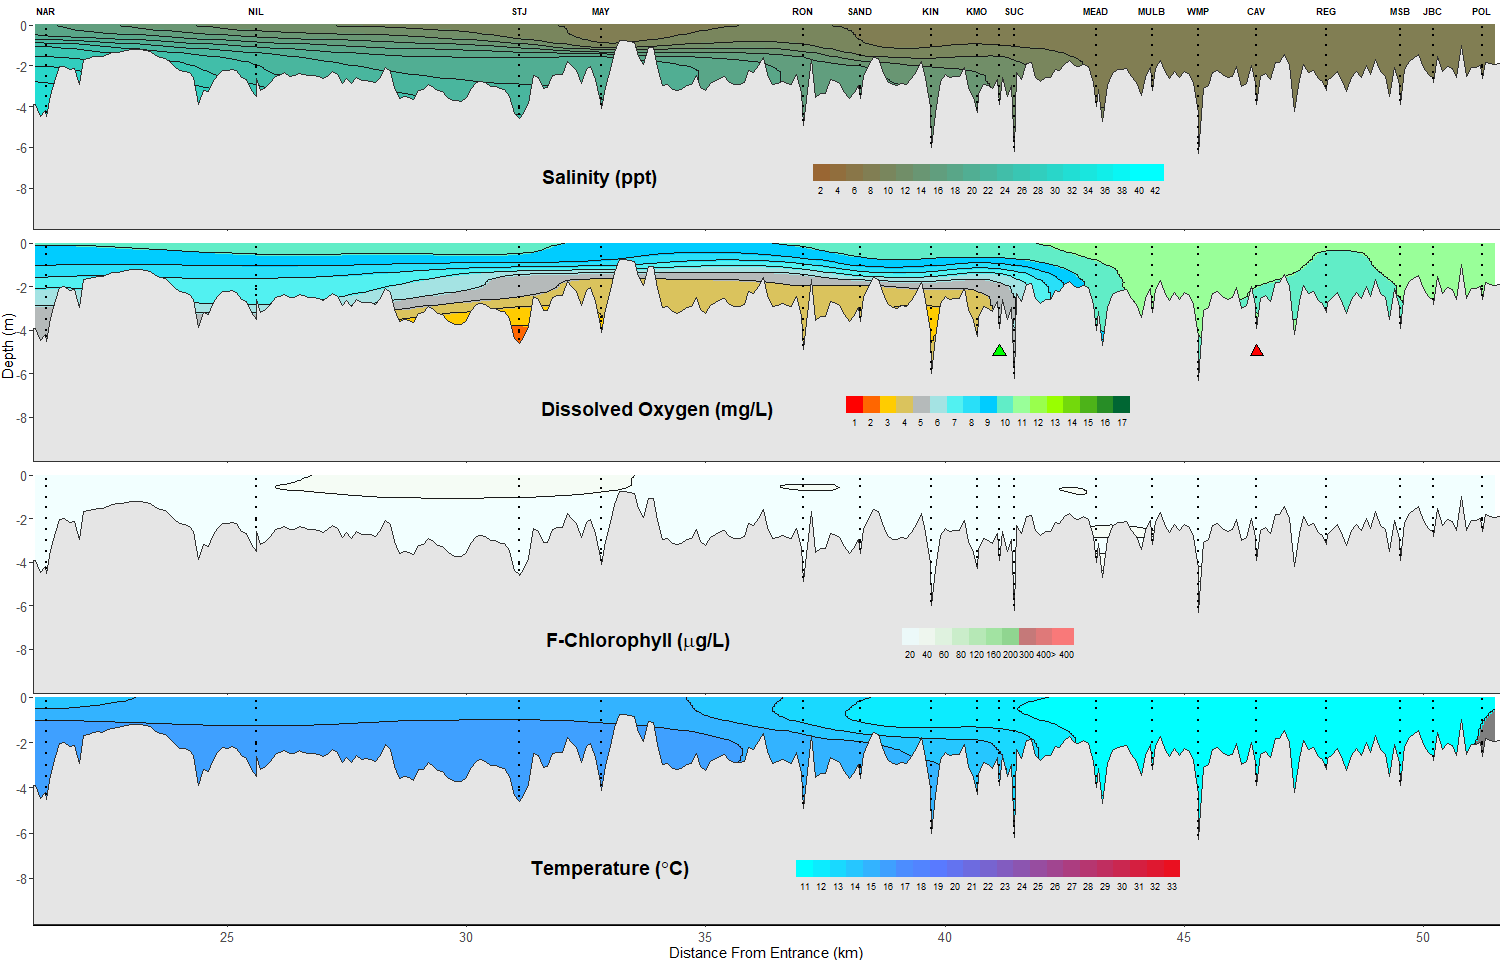 NAR NIL STJ MAY RON SAND KIN KMO SUC MEAD MULB WMP CAV REG MSB JBC POL
0
-2
-4
-6
-8
Salinity (ppt)
2 4 6 8 10 12 14 16 18 20 22 24 26 28 30 32 34 36 38 40 42
0
-2
-4
-6
-8
Depth (m)
Dissolved Oxygen (mg/L)
1 2 3 4 5 6 7 8 9 10 11 12 13 14 15 16 17
0
-2
-4
-6
-8
F-Chlorophyll (μg/L)
20 40 60 80 120 160 200 300 400> 400
0
-2
-4
-6
-8
Temperature (°C)
11 12 13 14 15 16 17 18 19 20 21 22 23 24 25 26 27 28 29 30 31 32 33
25 30 35 40 45 50
Distance From Entrance (km)